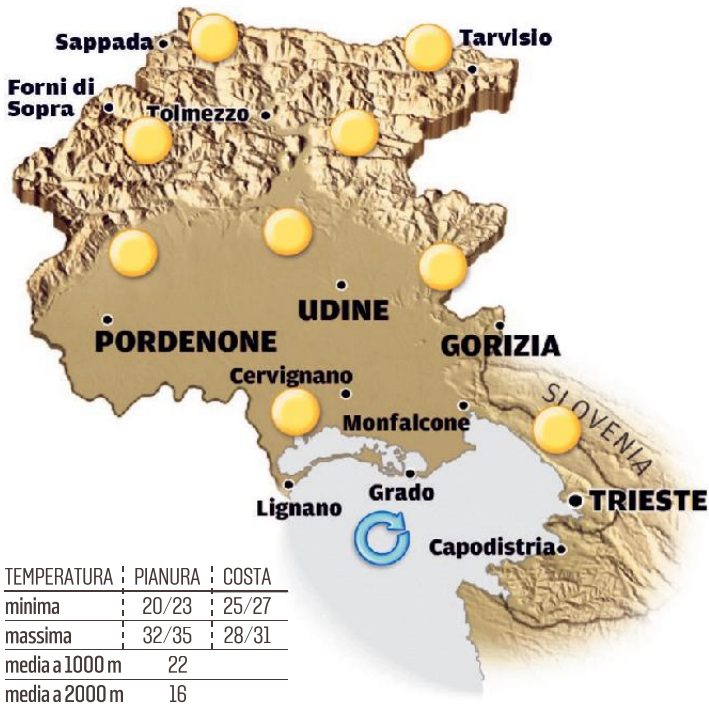 Sappada
Tarvisio
Forni di
Sopra
Tolmezzo
UDINE
PORDENONE
GORIZIA
Cervignano
SLOVENIA
Monfalcone
Lignano
Grado
TRIESTE
Capodistria
TEMPERATURA PIANURA COSTA
minima 20/23 25/27
massima 32/35 28/31
media a 1000 m 22
media a 2000 m 16